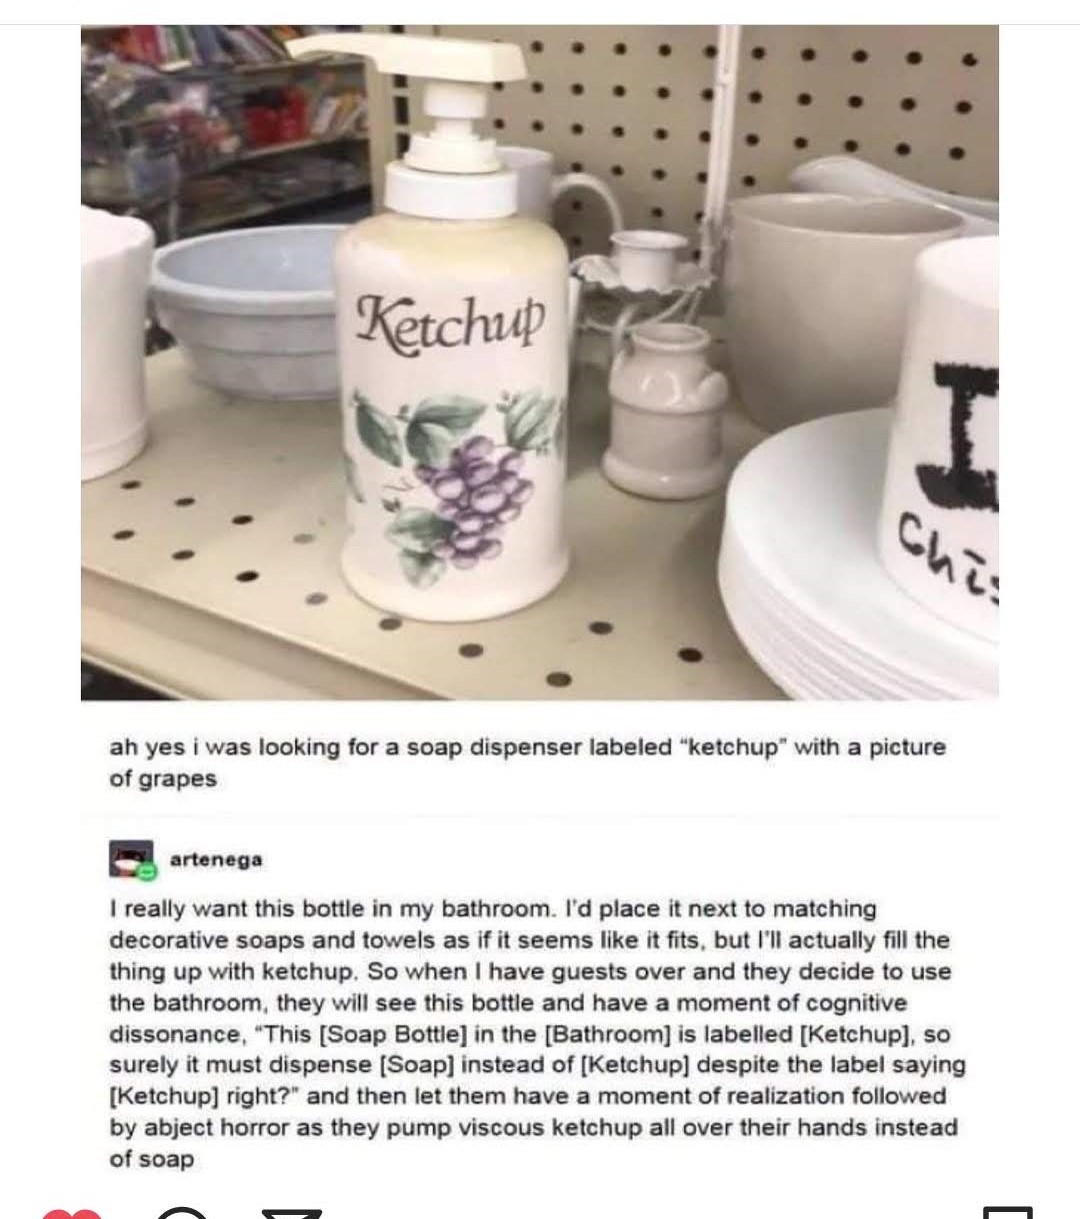 Ketchup
I
Chis
ah yes i was looking for a soap dispenser labeled "ketchup" with a picture
of grapes
artenega
I really want this bottle in my bathroom. I'd place it next to matching
decorative soaps and towels as if it seems like it fits, but I'll actually fill the
thing up with ketchup. So when I have guests over and they decide to use
the bathroom, they will see this bottle and have a moment of cognitive
dissonance, "This [Soap Bottle] in the [Bathroom] is labelled [Ketchup], so
surely it must dispense [Soap] instead of [Ketchup] despite the label saying
[Ketchup] right?" and then let them have a moment of realization followed
by abject horror as they pump viscous ketchup all over their hands instead
of soap